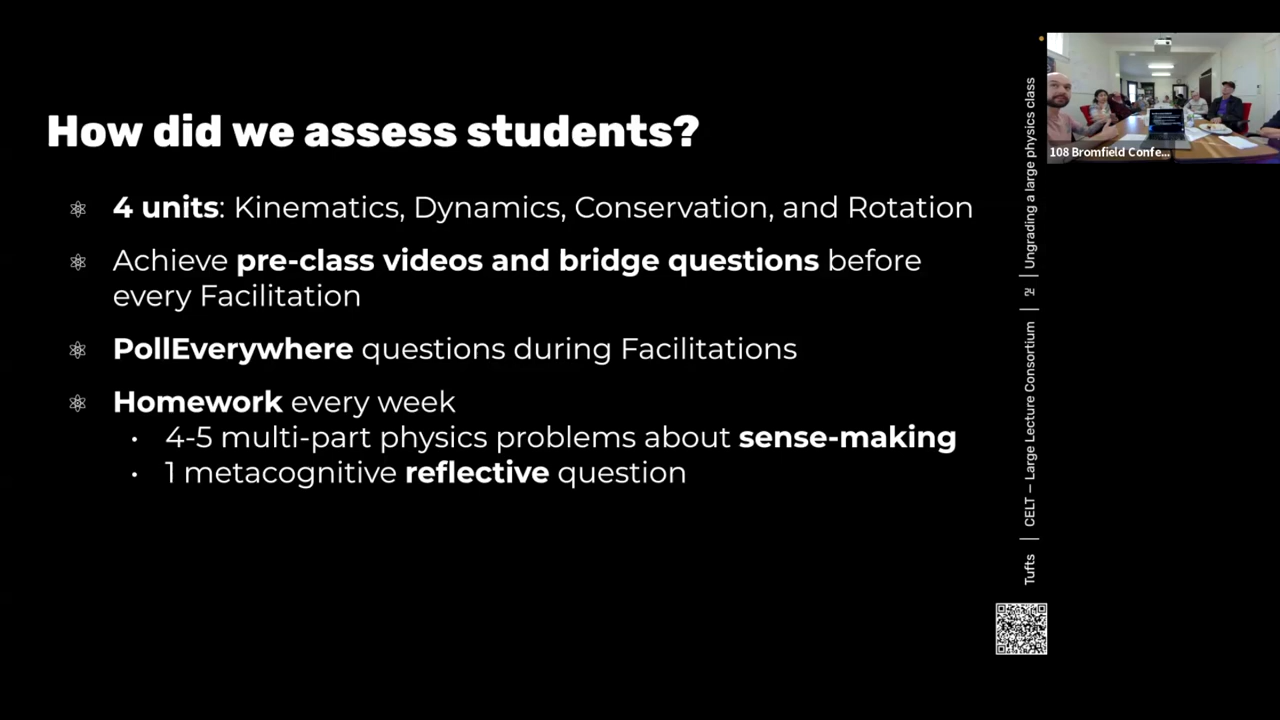 How did we assess students?
4 units: Kinematics, Dynamics, Conservation, and Rotation
Achieve pre-class videos and bridge questions before
every Facilitation
PollEverywhere questions during Facilitations
Homework every week
• 4-5 multi-part physics problems about sense-making
• 1 metacognitive reflective question
Tufts | CELT – Large Lecture Consortium | 24 | Ungrading a large physics class
108 Bromfield Confe...